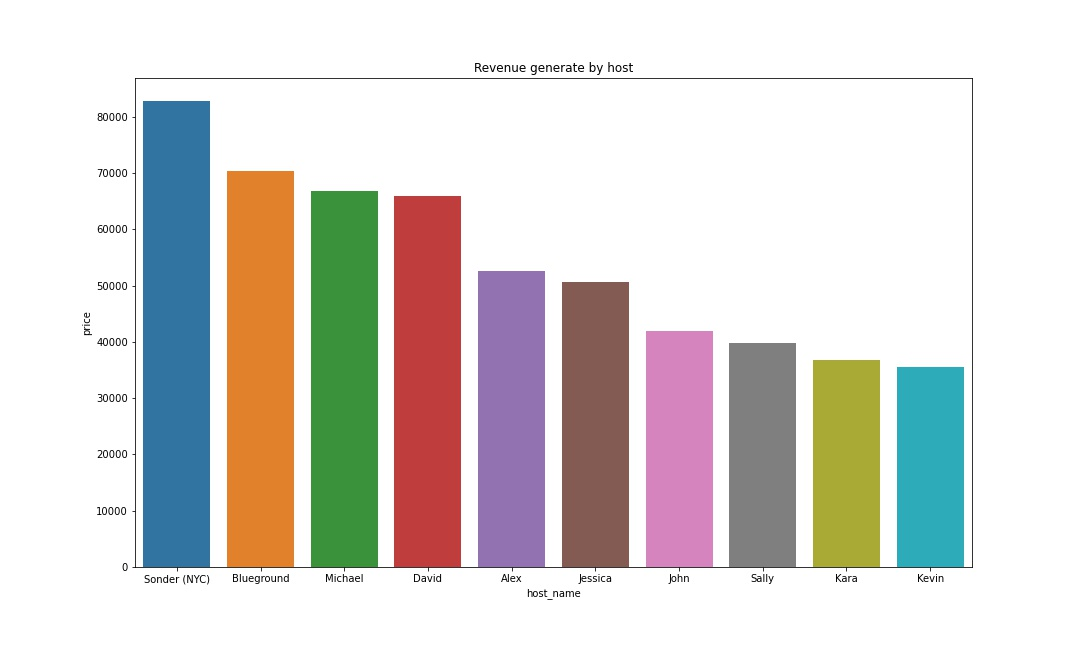 Revenue generate by host
80000
70000
60000
50000
40000
30000
20000
10000
0
price
Sonder (NYC) Blueground Michael David Alex Jessica John Sally Kara Kevin
host_name